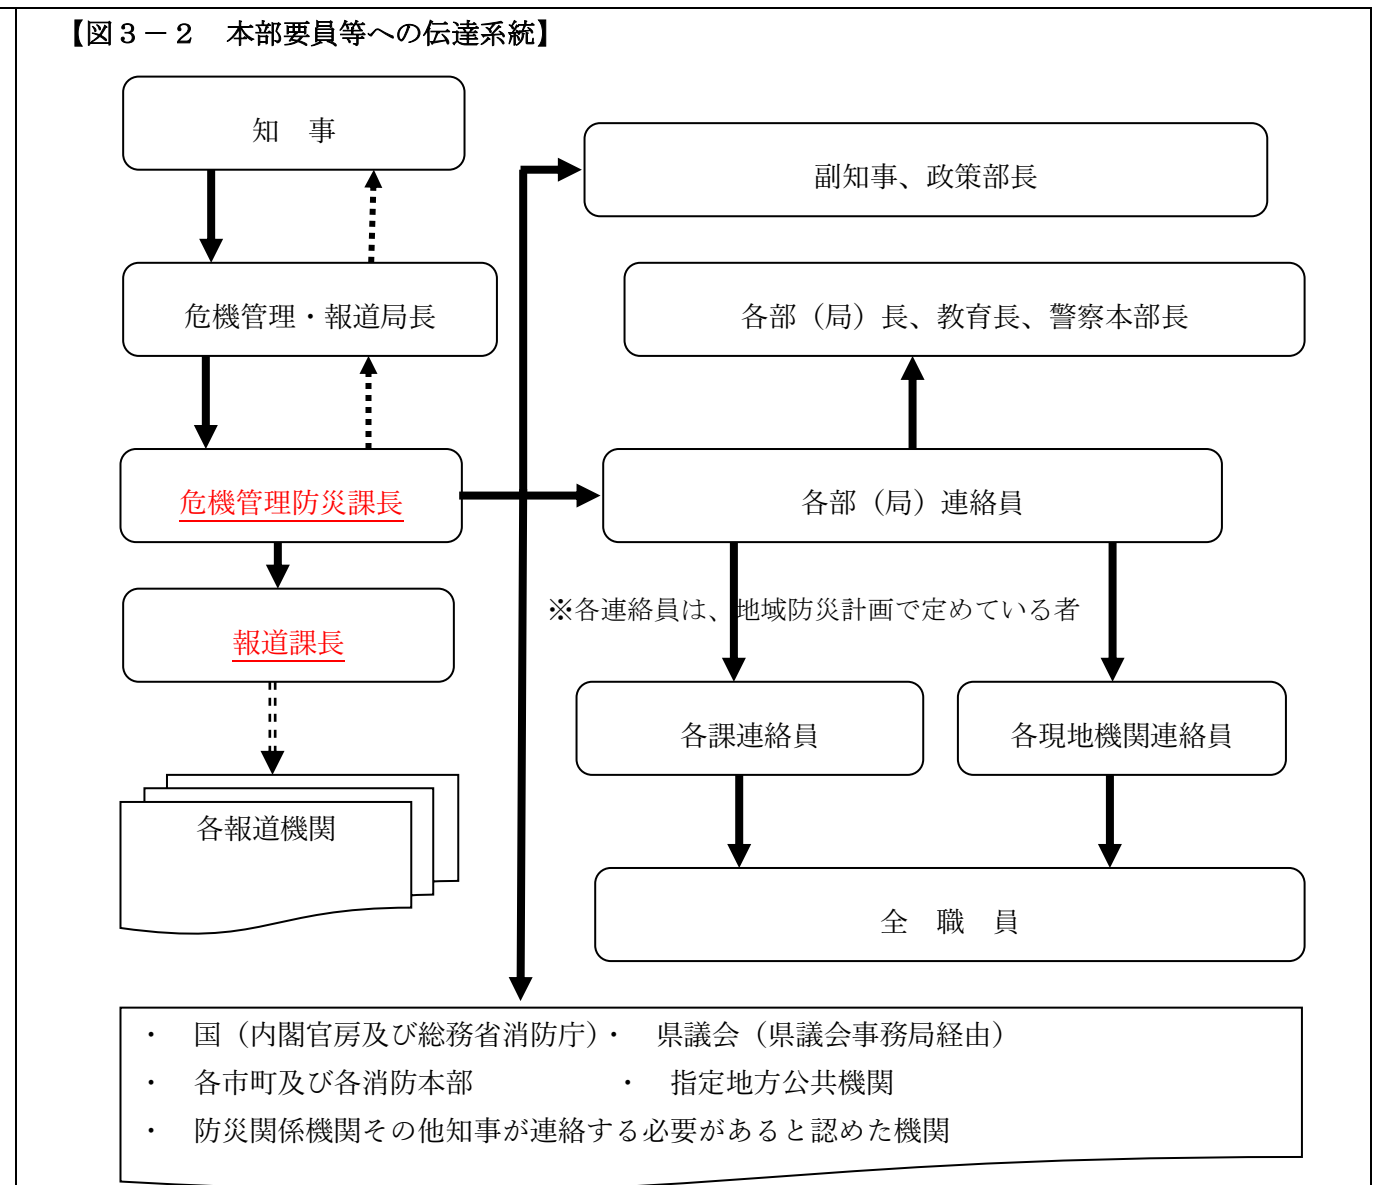 【図３－２　本部要員等への伝達系統】
知　事
副知事、政策部長
危機管理・報道局長
各部（局）長、教育長、警察本部長
危機管理防災課長
各部（局）連絡員
※各連絡員は、地域防災計画で定めている者
報道課長
各課連絡員
各現地機関連絡員
各報道機関
全　職　員
・　国（内閣官房及び総務省消防庁）・　県議会（県議会事務局経由）
・　各市町及び各消防本部　　　　　・　指定地方公共機関
・　防災関係機関その他知事が連絡する必要があると認めた機関